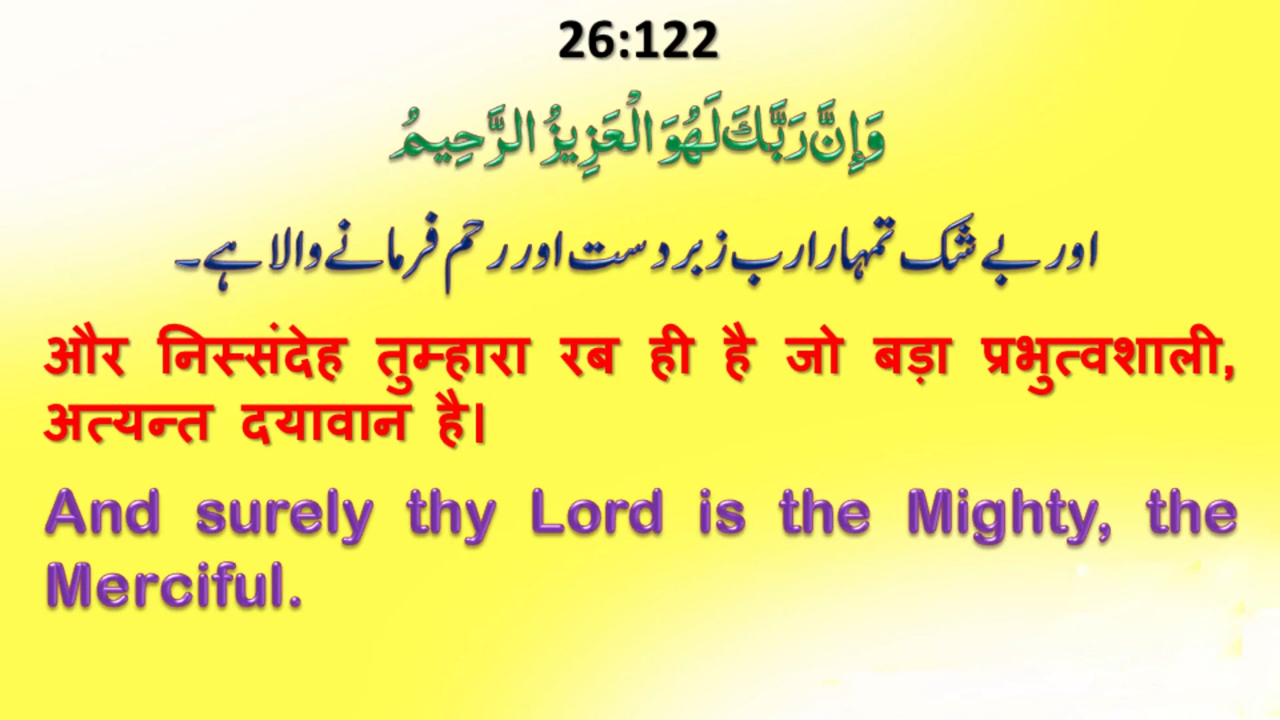 26:122
وَإِنَّ رَبَّكَ لَهُوَ الْعَزِيزُ الرَّحِيمُ
اور بے شک تمہارا رب زبردست اور رحم فرمانے والا ہے۔
और निस्संदेह तुम्हारा रब ही है जो बड़ा प्रभुत्वशाली,
अत्यन्त दयावान है।
And surely thy Lord is the Mighty, the
Merciful.